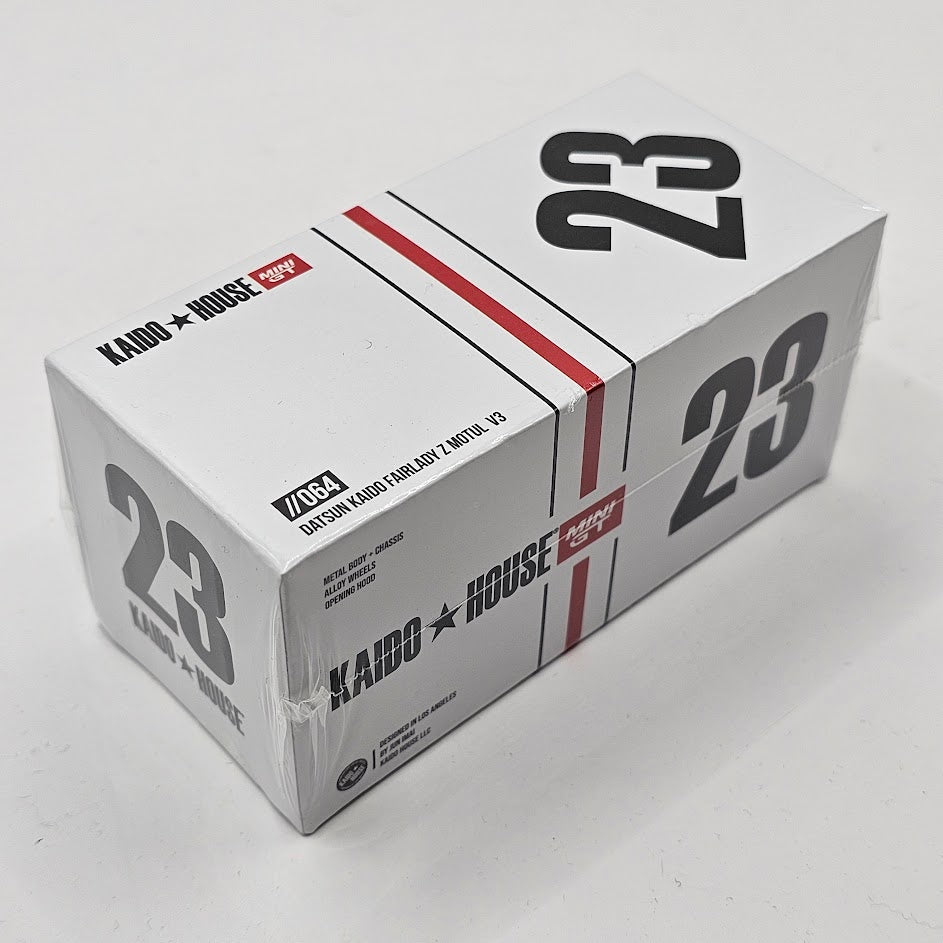 23
KAIDO★HOUSE MINI GT
//064
DATSUN KAIDO FAIRLADY Z MOTUL V3
23
KAIDO★HOUSE
METAL BODY + CHASSIS
ALLOY WHEELS
OPENING HOOD
KAIDO★HOUSE® MINI GT
23
DESIGNED IN LOS ANGELES
BY JUN IMAI
KAIDO HOUSE LLC